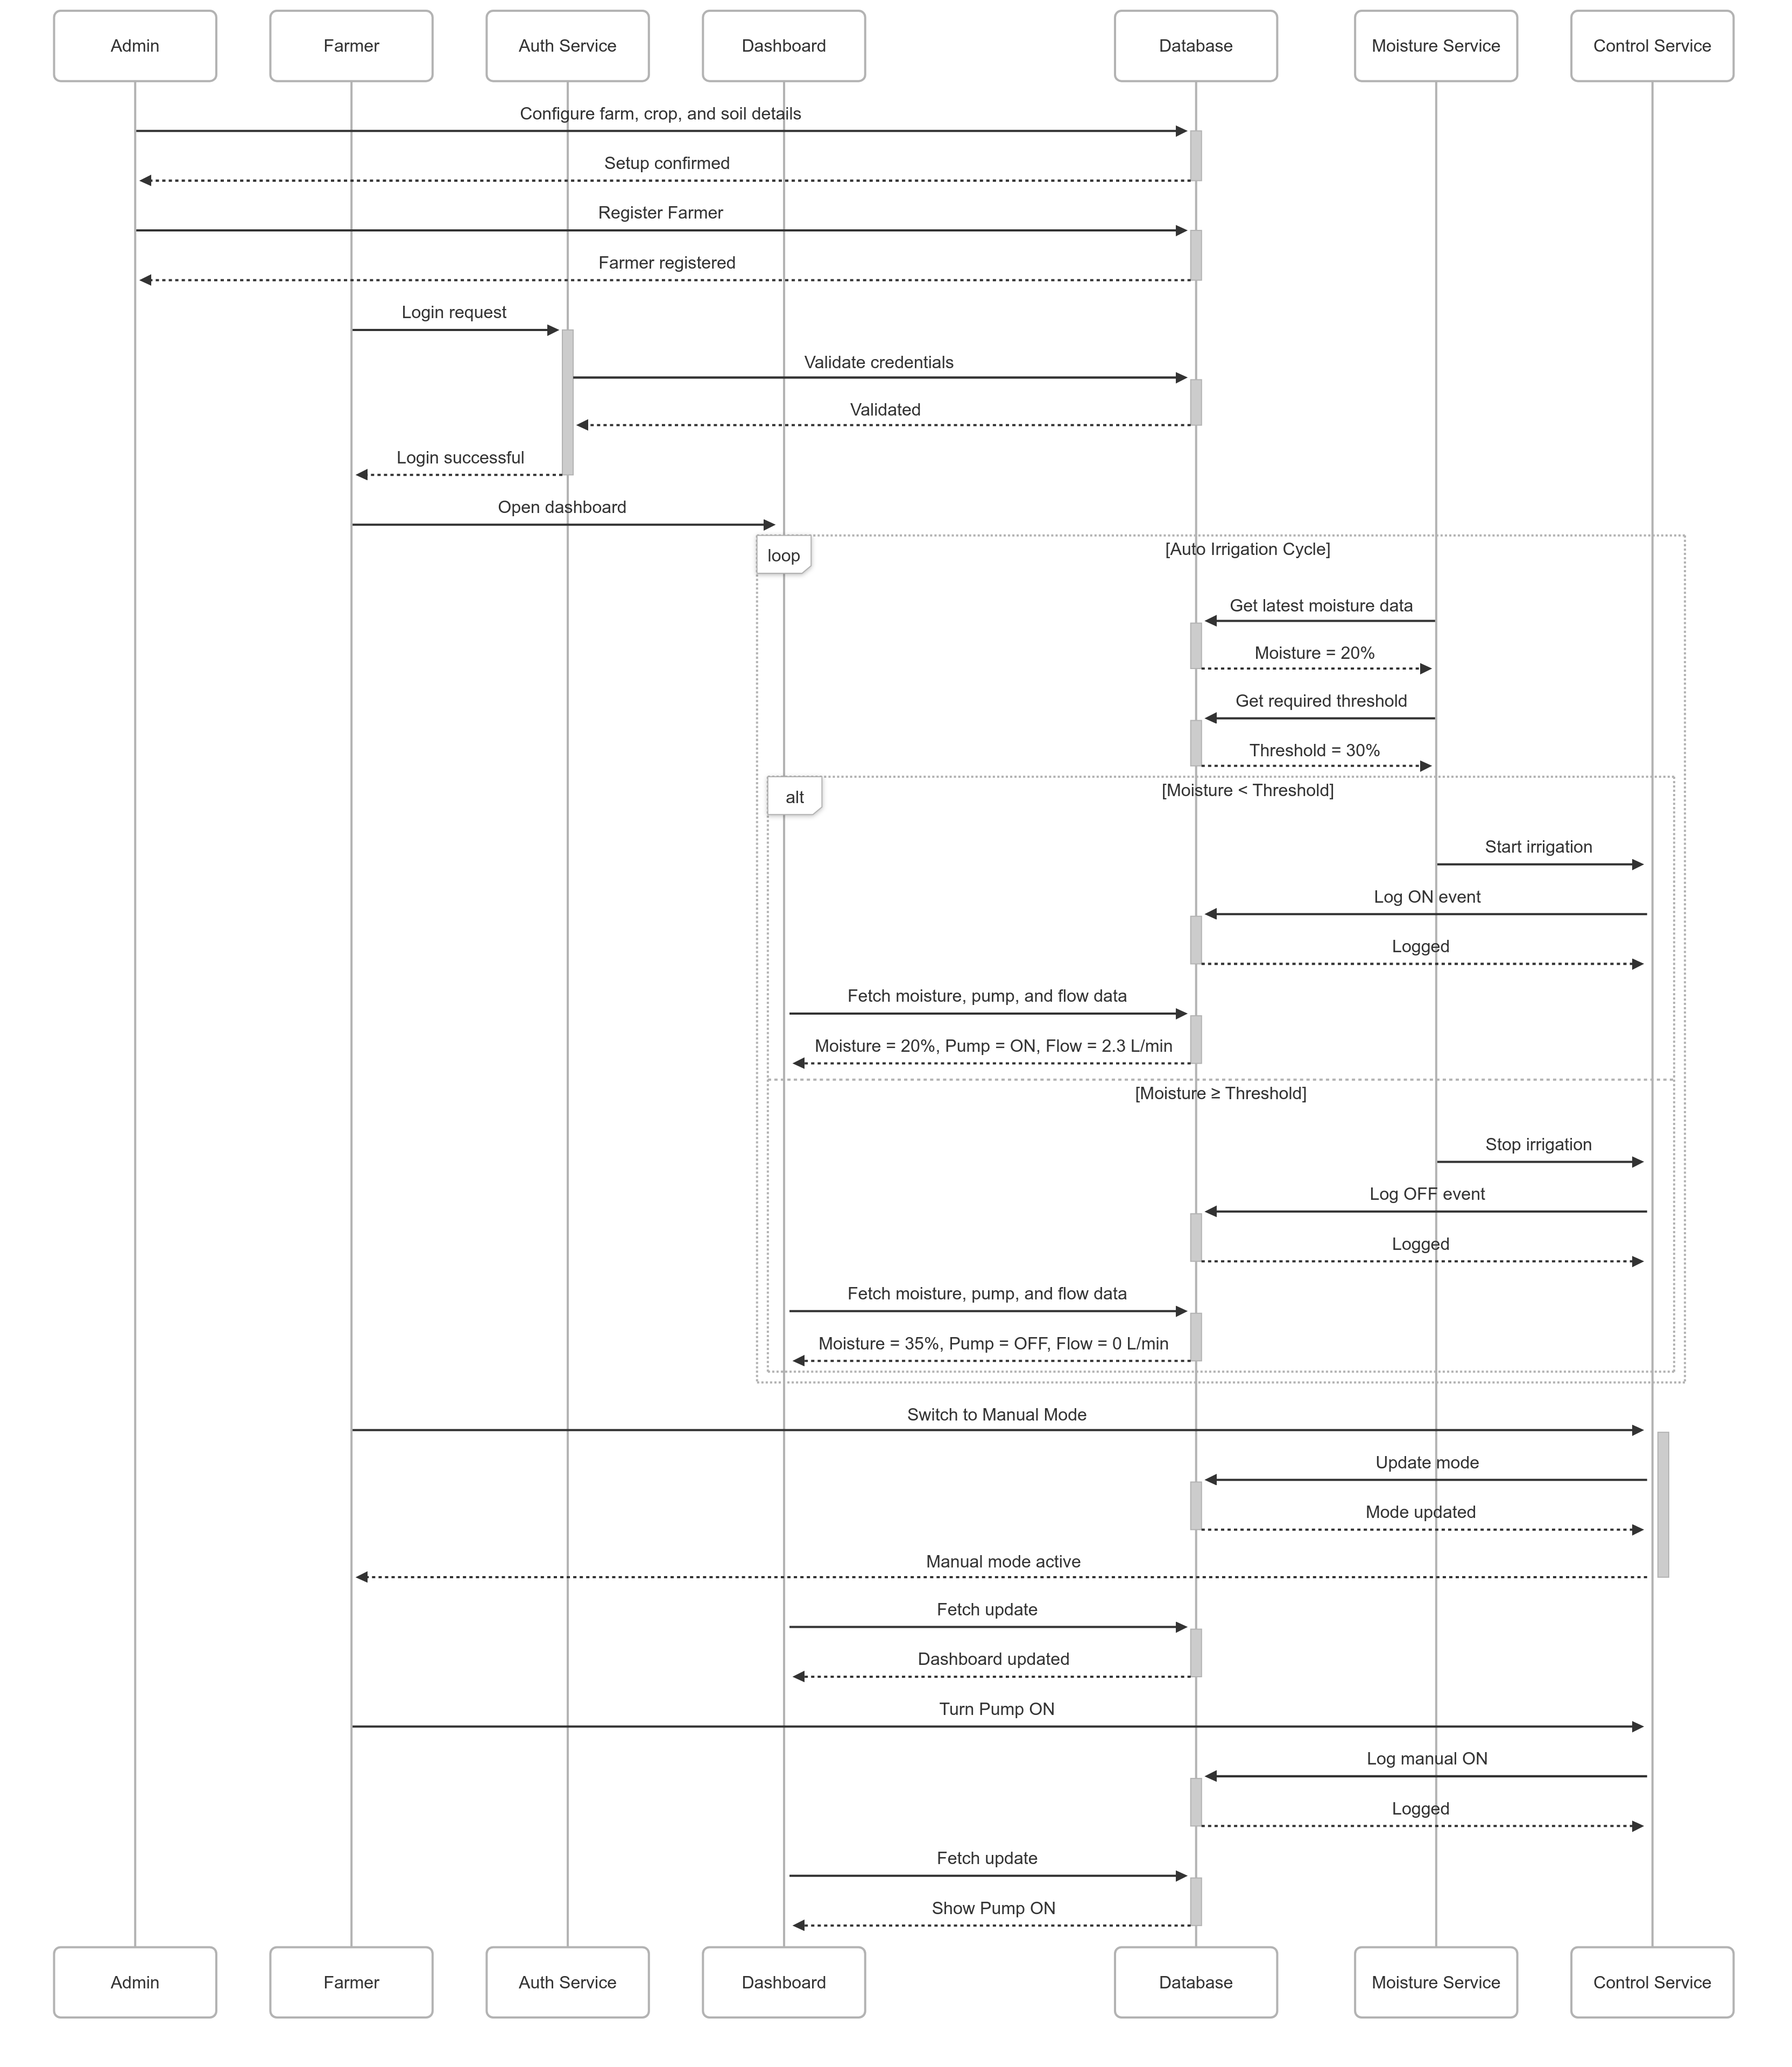 Admin
Farmer
Auth Service
Dashboard
Database
Moisture Service
Control Service
Configure farm, crop, and soil details
Setup confirmed
Register Farmer
Farmer registered
Login request
Validate credentials
Validated
Login successful
Open dashboard
loop
[Auto Irrigation Cycle]
Get latest moisture data
Moisture = 20%
Get required threshold
Threshold = 30%
alt
[Moisture < Threshold]
Start irrigation
Log ON event
Logged
Fetch moisture, pump, and flow data
Moisture = 20%, Pump = ON, Flow = 2.3 L/min
[Moisture ≥ Threshold]
Stop irrigation
Log OFF event
Logged
Fetch moisture, pump, and flow data
Moisture = 35%, Pump = OFF, Flow = 0 L/min
Switch to Manual Mode
Update mode
Mode updated
Manual mode active
Fetch update
Dashboard updated
Turn Pump ON
Log manual ON
Logged
Fetch update
Show Pump ON
Admin
Farmer
Auth Service
Dashboard
Database
Moisture Service
Control Service